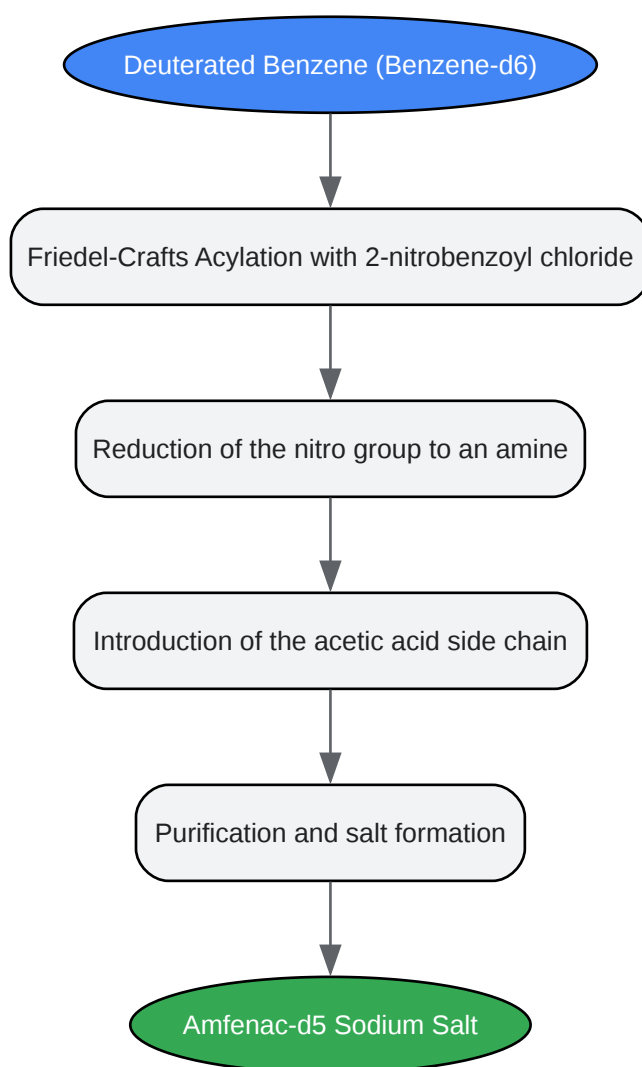 Deuterated Benzene (Benzene-d6)
Friedel-Crafts Acylation with 2-nitrobenzoyl chloride
Reduction of the nitro group to an amine
Introduction of the acetic acid side chain
Purification and salt formation
Amfenac-d5 Sodium Salt